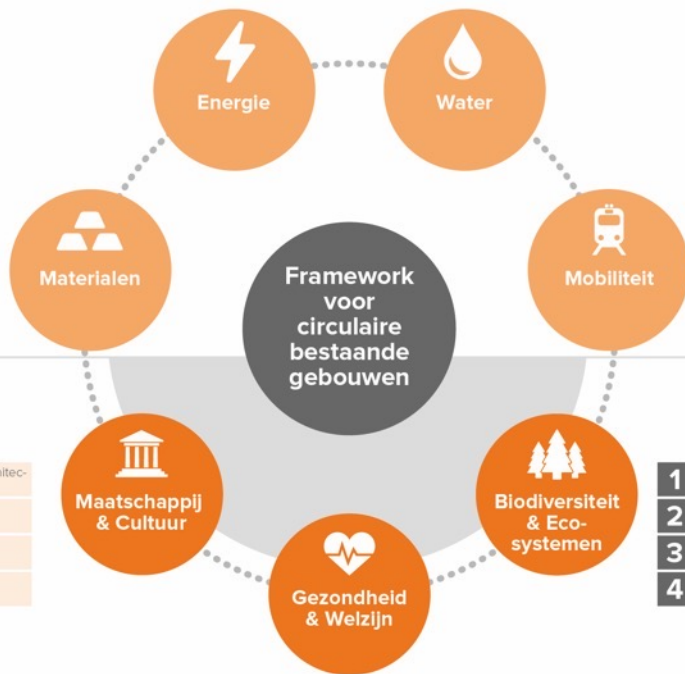 Energie
Water
Materialen
Mobiliteit
Framework
voor
circulaire
bestaande
gebouwen
Maatschappij
& Cultuur
Biodiversiteit
& Eco-
systemen
Gezondheid
& Welzijn
1
2
3
4